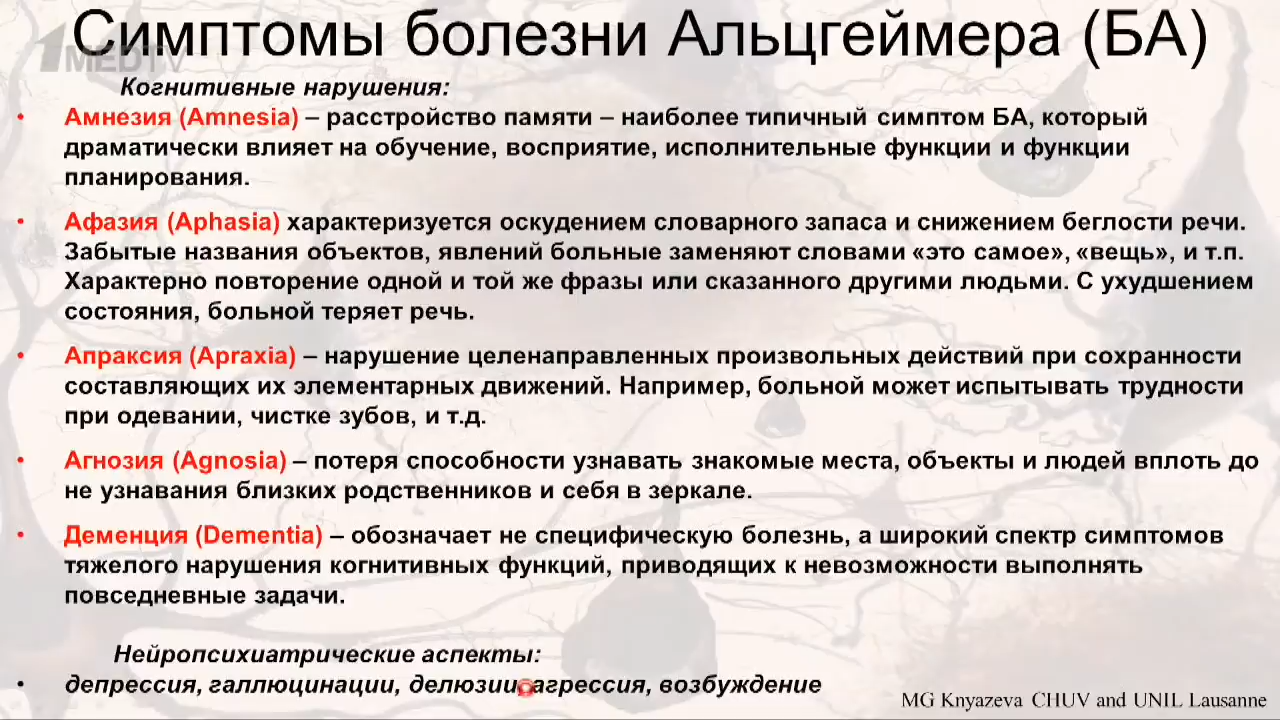 Симптомы болезни Альцгеймера (БА)
1MEDTV
Когнитивные нарушения:
• Амнезия (Amnesia) – расстройство памяти – наиболее типичный симптом БА, который
драматически влияет на обучение, восприятие, исполнительные функции и функции
планирования.
• Афазия (Aphasia) характеризуется оскудением словарного запаса и снижением беглости речи.
Забытые названия объектов, явлений больные заменяют словами «это самое», «вещь», и т.п.
Характерно повторение одной и той же фразы или сказанного другими людьми. С ухудшением
состояния, больной теряет речь.
• Апраксия (Apraxia) – нарушение целенаправленных произвольных действий при сохранности
составляющих их элементарных движений. Например, больной может испытывать трудности
при одевании, чистке зубов, и т.д.
• Агнозия (Agnosia) – потеря способности узнавать знакомые места, объекты и людей вплоть до
не узнавания близких родственников и себя в зеркале.
• Деменция (Dementia) – обозначает не специфическую болезнь, а широкий спектр симптомов
тяжелого нарушения когнитивных функций, приводящих к невозможности выполнять
повседневные задачи.
Нейропсихиатрические аспекты:
• депрессия, галлюцинации, делюзии, агрессия, возбуждение
MG Knyazeva CHUV and UNIL Lausanne